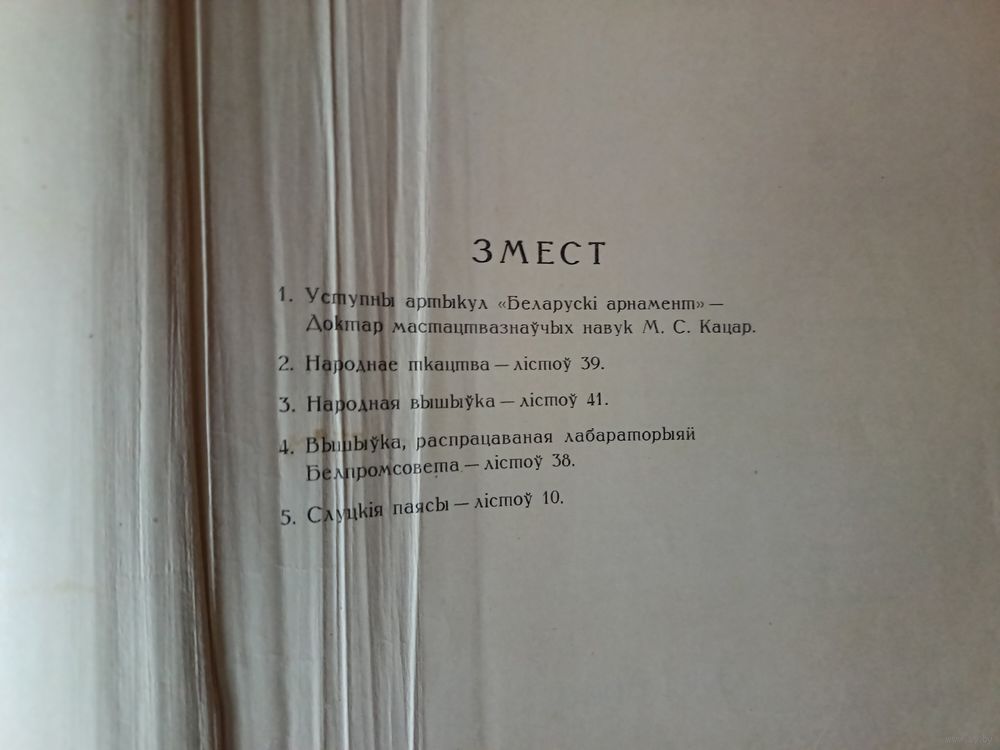 ЗМЕСТ
1. Уступны артыкул «Беларускі арнамент» —
Доктар мастацтвазнаўчых навук М. С. Кацар.
2. Народнае ткацтва — лістоў 39.
3. Народная вышыўка — лістоў 41.
4. Вышыўка, распрацаваная лабараторыяй
Белпромсовета — лістоў 38.
5. Слуцкія паясы — лістоў 10.